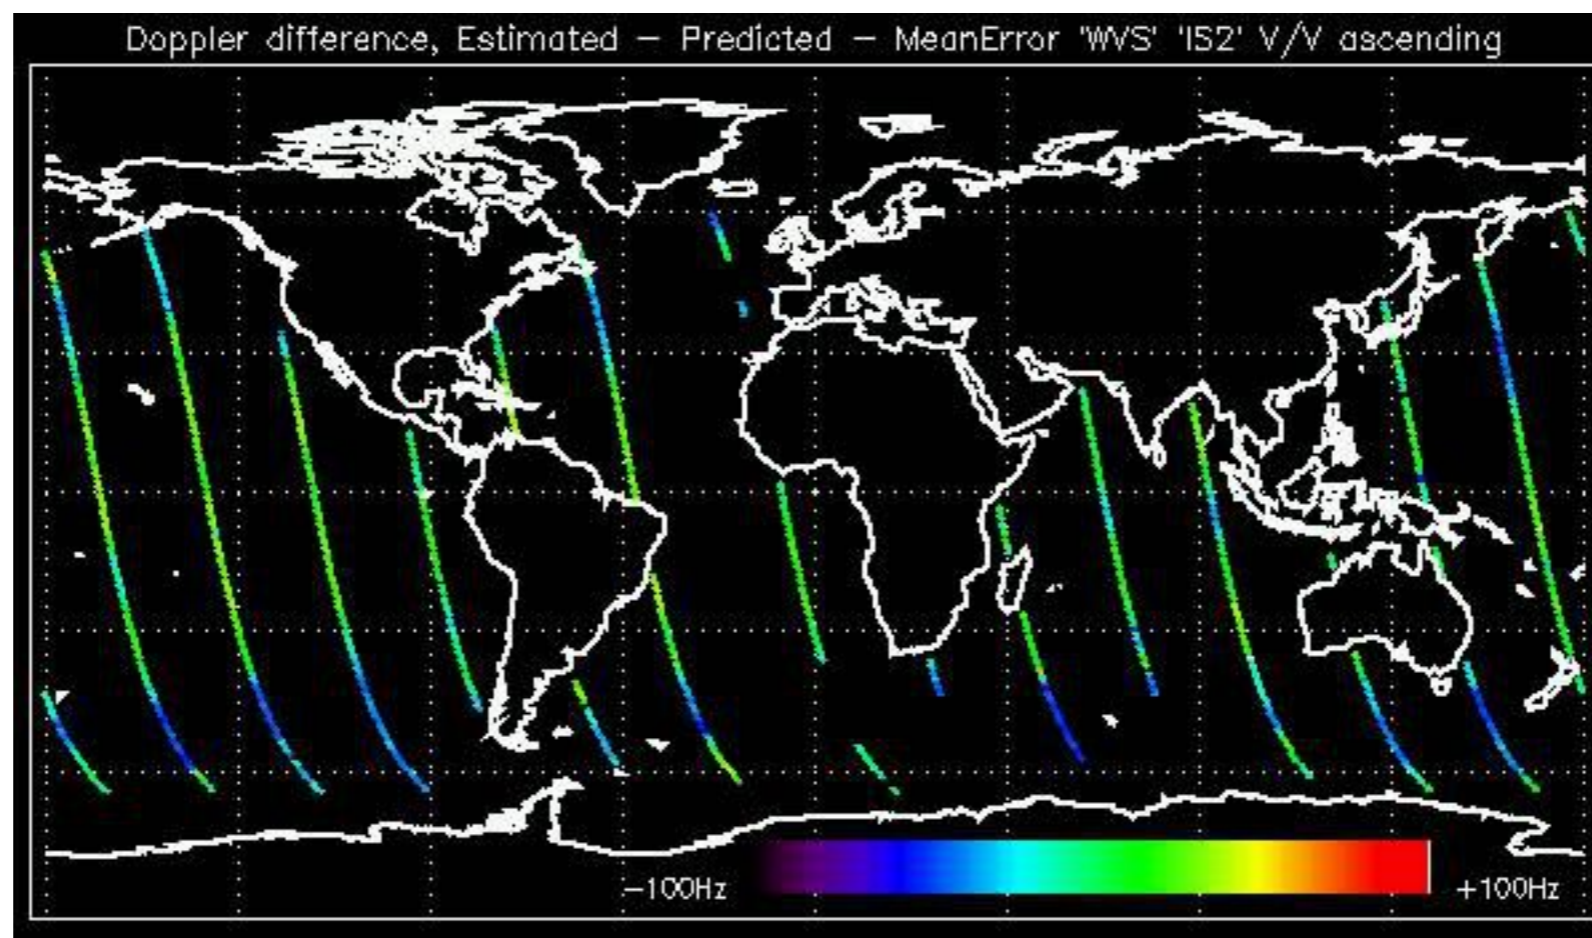 Doppler difference, Estimated – Predicted – MeanError 'WVS' 'IS2' V/V ascending
–100Hz +100Hz